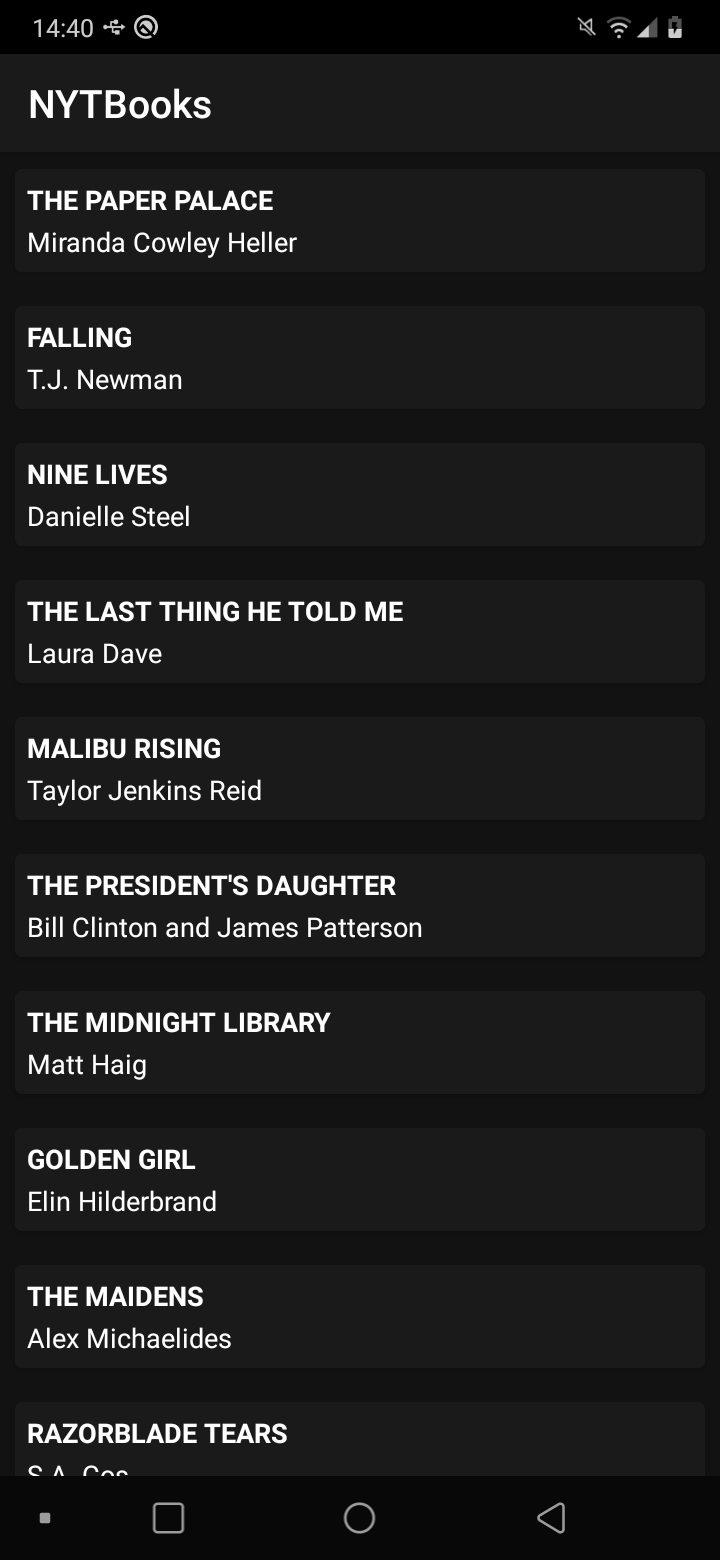 14:40
NYTBooks
THE PAPER PALACE
Miranda Cowley Heller
FALLING
T.J. Newman
NINE LIVES
Danielle Steel
THE LAST THING HE TOLD ME
Laura Dave
MALIBU RISING
Taylor Jenkins Reid
THE PRESIDENT'S DAUGHTER
Bill Clinton and James Patterson
THE MIDNIGHT LIBRARY
Matt Haig
GOLDEN GIRL
Elin Hilderbrand
THE MAIDENS
Alex Michaelides
RAZORBLADE TEARS
S.A.